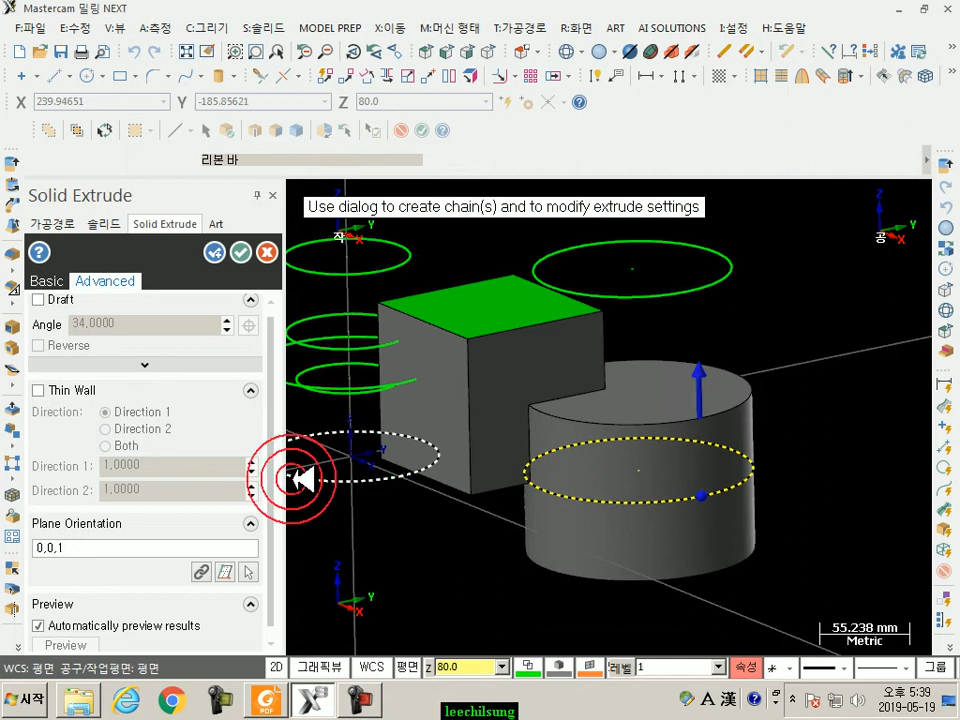 Mastercam 밀링 NEXT
F:파일 E:수정 V:뷰 A:측정 C:그리기 S:솔리드 MODEL PREP X:이동 M:머신 형태 T:가공경로 R:화면 ART AI SOLUTIONS I:설정 H:도움말
X 239.94651 Y -185.85621 Z 80.0
리본 바
Solid Extrude
Use dialog to create chain(s) and to modify extrude settings
가공경로 솔리드 Solid Extrude Art
Basic Advanced
Draft
Angle 34.0000
Reverse
Thin Wall
Direction: Direction 1
Direction 2
Both
Direction 1: 1.0000
Direction 2: 1.0000
Plane Orientation
0,0,1
Preview
Automatically preview results
Preview
Z Y X 작
Z Y X 공
Z Y X
55.238 mm
Metric
WCS: 평면 공구/작업평면: 평면 2D 그래픽뷰 WCS 평면 Z 80.0 레벨 1 속성 그룹
시작 PDF A 漢 오후 5:39
2019-05-19
leechilsung